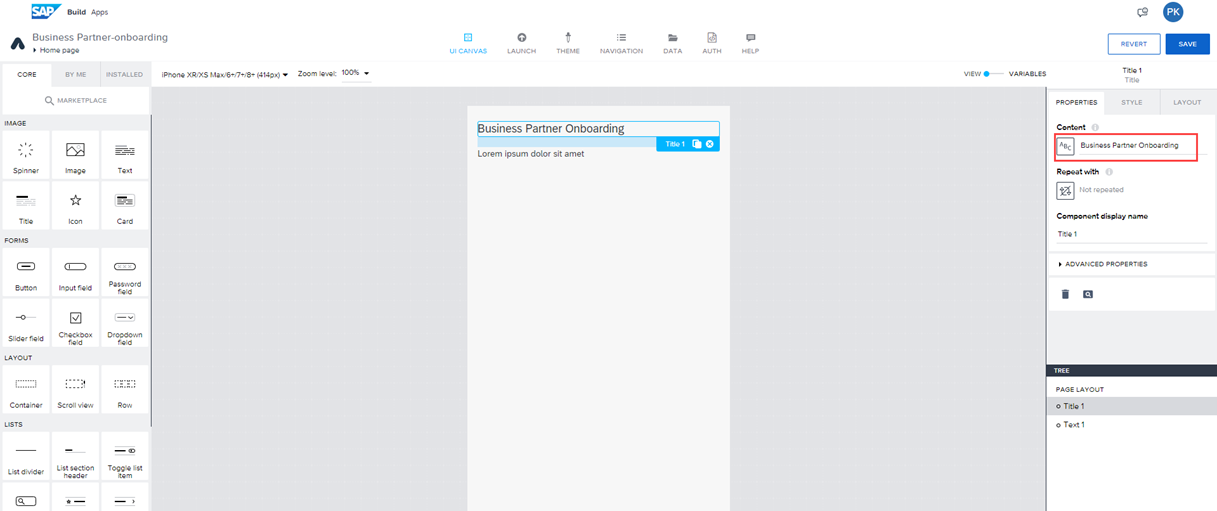 SAP Build Apps
PK
Business Partner-onboarding
Home page
UI CANVAS
LAUNCH
THEME
NAVIGATION
DATA
AUTH
HELP
REVERT
SAVE
CORE
BY ME
INSTALLED
MARKETPLACE
iPhone XR/XS Max/6+/7+/8+ (414px)
Zoom level: 100%
VIEW
VARIABLES
Title 1
Title
IMAGE
Spinner
Image
Text
Title
Icon
Card
FORMS
Button
Input field
Password
field
Slider field
Checkbox
field
Dropdown
field
LAYOUT
Container
Scroll view
Row
LISTS
List divider
List section
header
Toggle list
item
Business Partner Onboarding
Title 1
Lorem ipsum dolor sit amet
PROPERTIES
STYLE
LAYOUT
Content
ABC
Business Partner Onboarding
Repeat with
Not repeated
Component display name
Title 1
ADVANCED PROPERTIES
TREE
PAGE LAYOUT
Title 1
Text 1